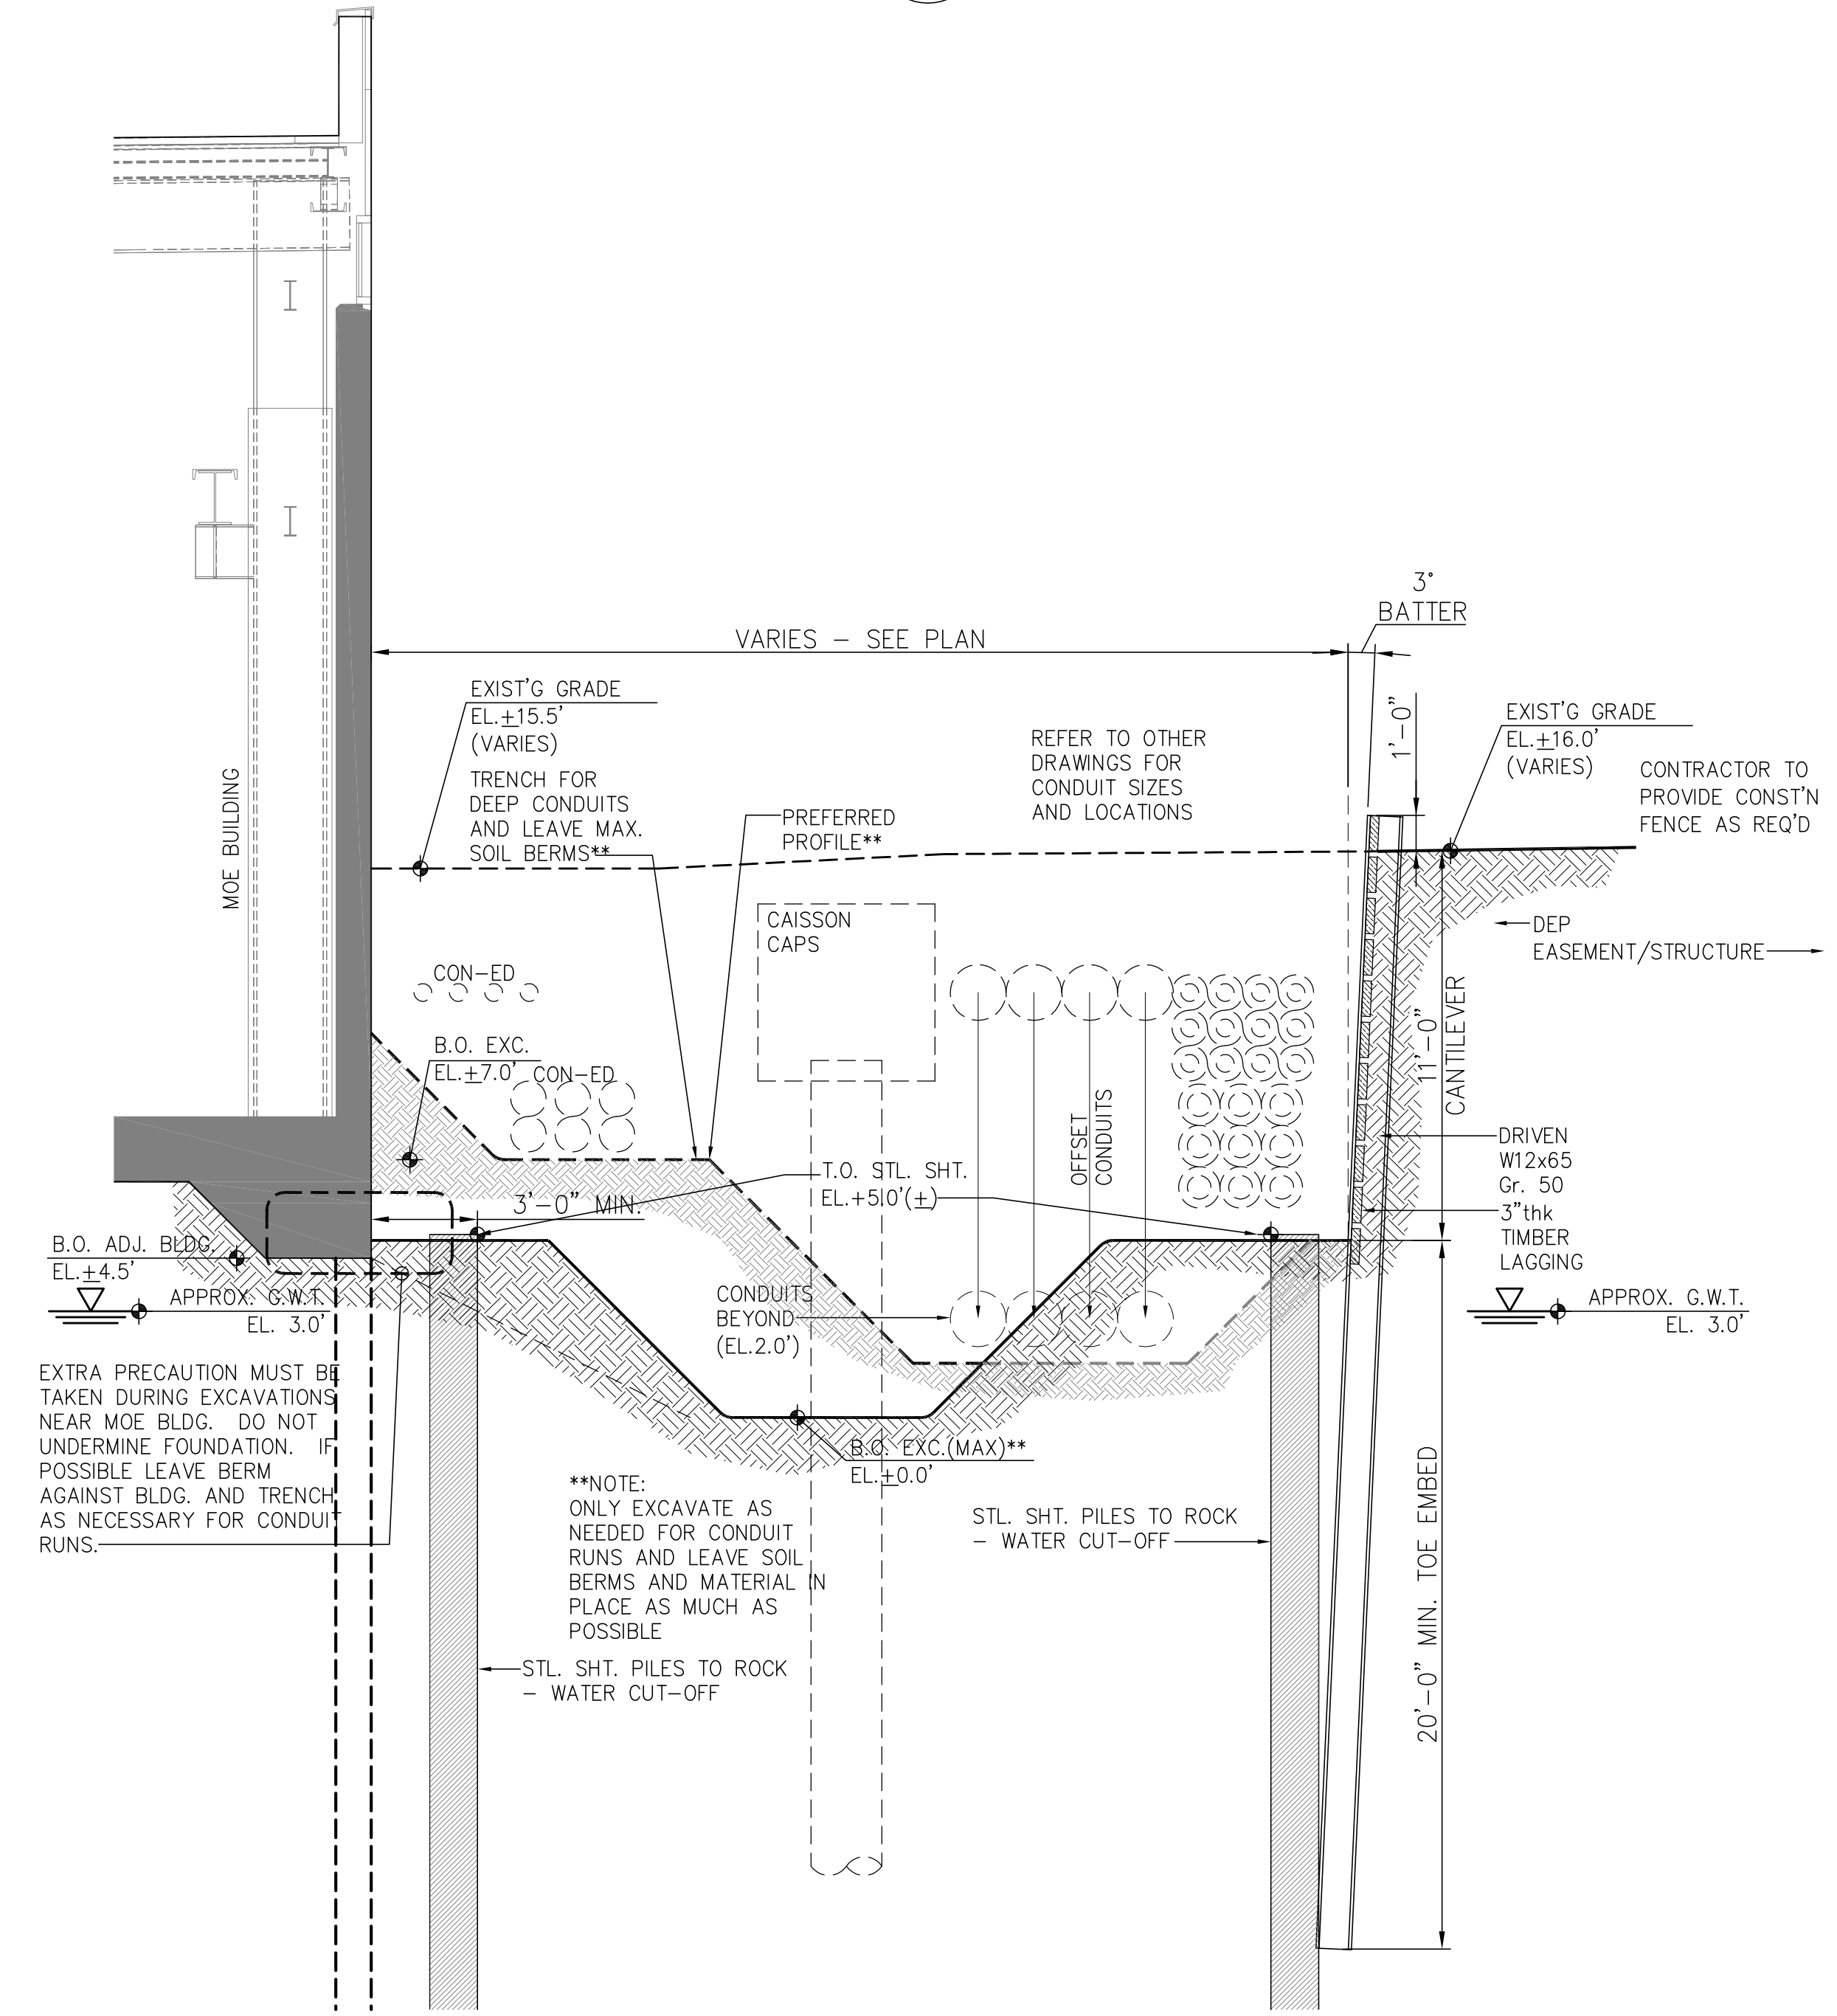 3°
BATTER
VARIES – SEE PLAN
EXIST'G GRADE
EL.±15.5'
(VARIES)
TRENCH FOR
DEEP CONDUITS
AND LEAVE MAX.
SOIL BERMS**
PREFERRED
PROFILE**
REFER TO OTHER
DRAWINGS FOR
CONDUIT SIZES
AND LOCATIONS
1'–0"
EXIST'G GRADE
EL.±16.0'
(VARIES)
CONTRACTOR TO
PROVIDE CONST'N
FENCE AS REQ'D
MOE BUILDING
CAISSON
CAPS
DEP
EASEMENT/STRUCTURE
CON–ED
11'–0"
CANTILEVER
B.O. EXC.
EL.±7.0'
CON–ED
OFFSET
CONDUITS
DRIVEN
W12x65
Gr. 50
3"thk
TIMBER
LAGGING
T.O. STL. SHT.
EL.+5.0'(±)
3'–0" MIN.
B.O. ADJ. BLDG.
EL.±4.5'
APPROX. G.W.T.
EL. 3.0'
CONDUITS
BEYOND
(EL.2.0')
APPROX. G.W.T.
EL. 3.0'
EXTRA PRECAUTION MUST BE
TAKEN DURING EXCAVATIONS
NEAR MOE BLDG. DO NOT
UNDERMINE FOUNDATION. IF
POSSIBLE LEAVE BERM
AGAINST BLDG. AND TRENCH
AS NECESSARY FOR CONDUIT
RUNS.
B.O. EXC.(MAX)**
EL.±0.0'
**NOTE:
ONLY EXCAVATE AS
NEEDED FOR CONDUIT
RUNS AND LEAVE SOIL
BERMS AND MATERIAL IN
PLACE AS MUCH AS
POSSIBLE
STL. SHT. PILES TO ROCK
– WATER CUT–OFF
20'–0" MIN. TOE EMBED
STL. SHT. PILES TO ROCK
– WATER CUT–OFF